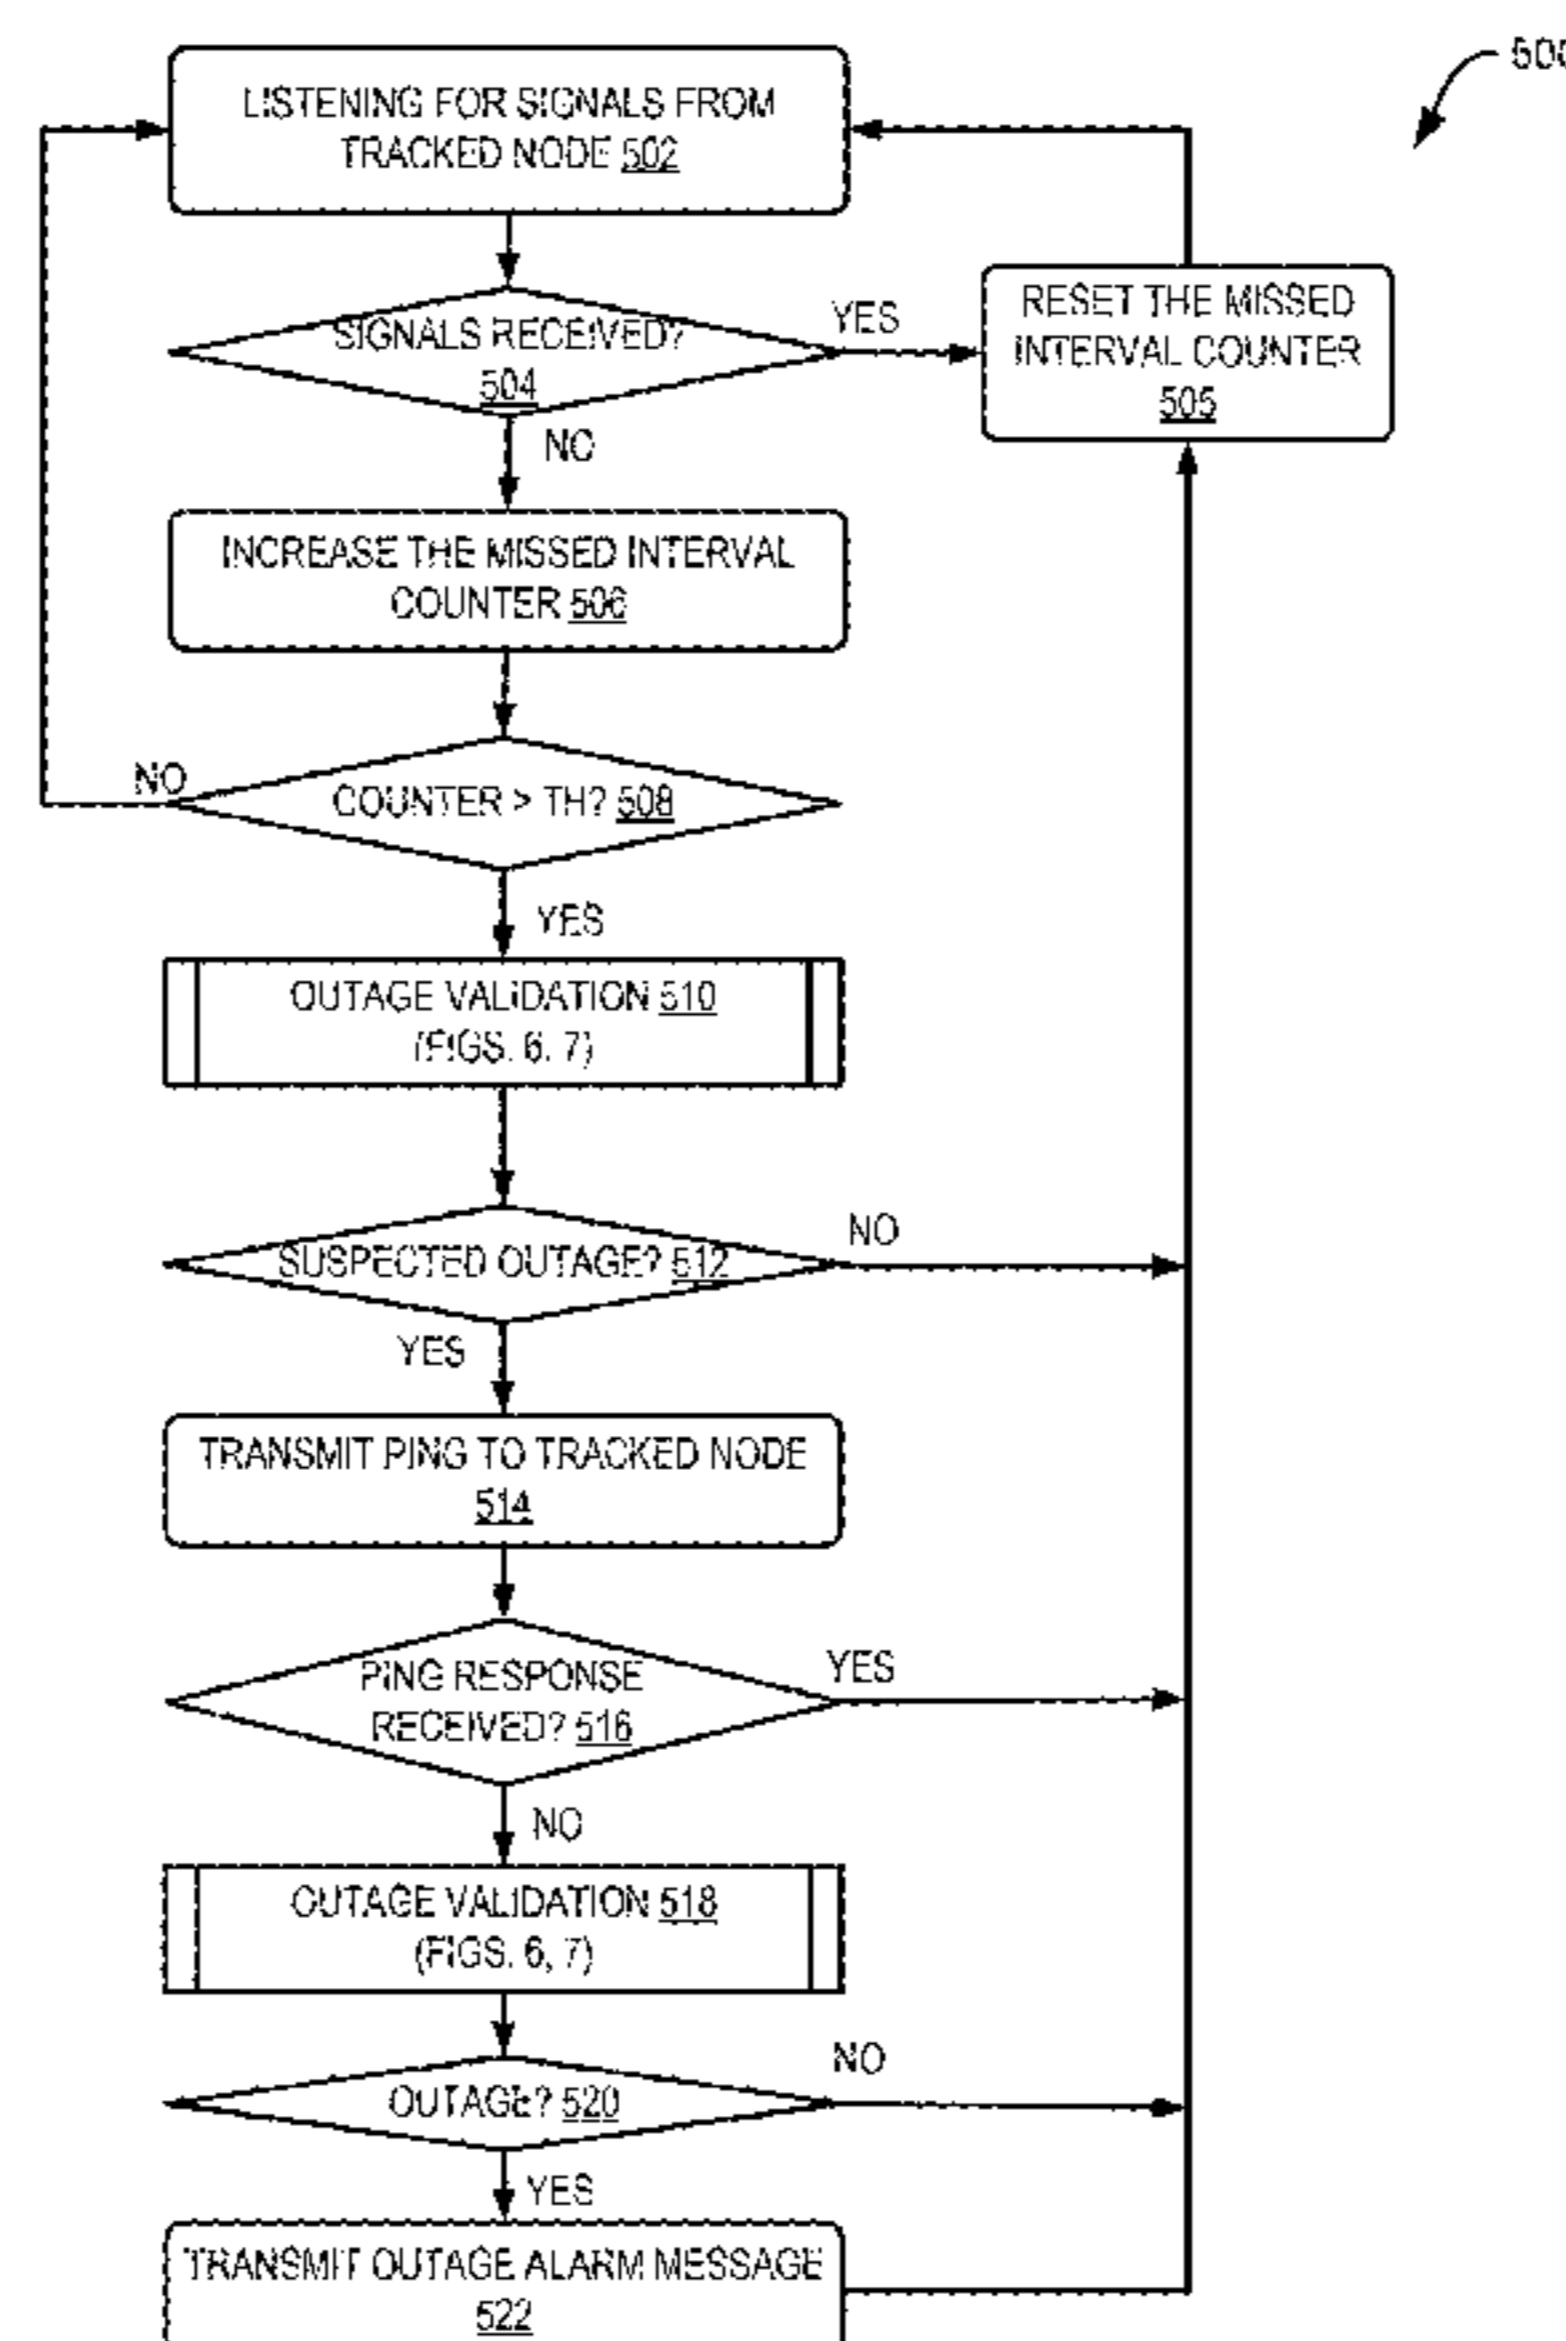 500
LISTENING FOR SIGNALS FROM
TRACKED NODE 502
SIGNALS RECEIVED?
504
YES
RESET THE MISSED
INTERVAL COUNTER
505
NO
INCREASE THE MISSED INTERVAL
COUNTER 506
NO
COUNTER > TH? 508
YES
OUTAGE VALIDATION 510
(FIGS. 6, 7)
NO
SUSPECTED OUTAGE? 512
YES
TRANSMIT PING TO TRACKED NODE
514
YES
PING RESPONSE
RECEIVED? 516
NO
OUTAGE VALIDATION 518
(FIGS. 6, 7)
NO
OUTAGE? 520
YES
TRANSMIT OUTAGE ALARM MESSAGE
522